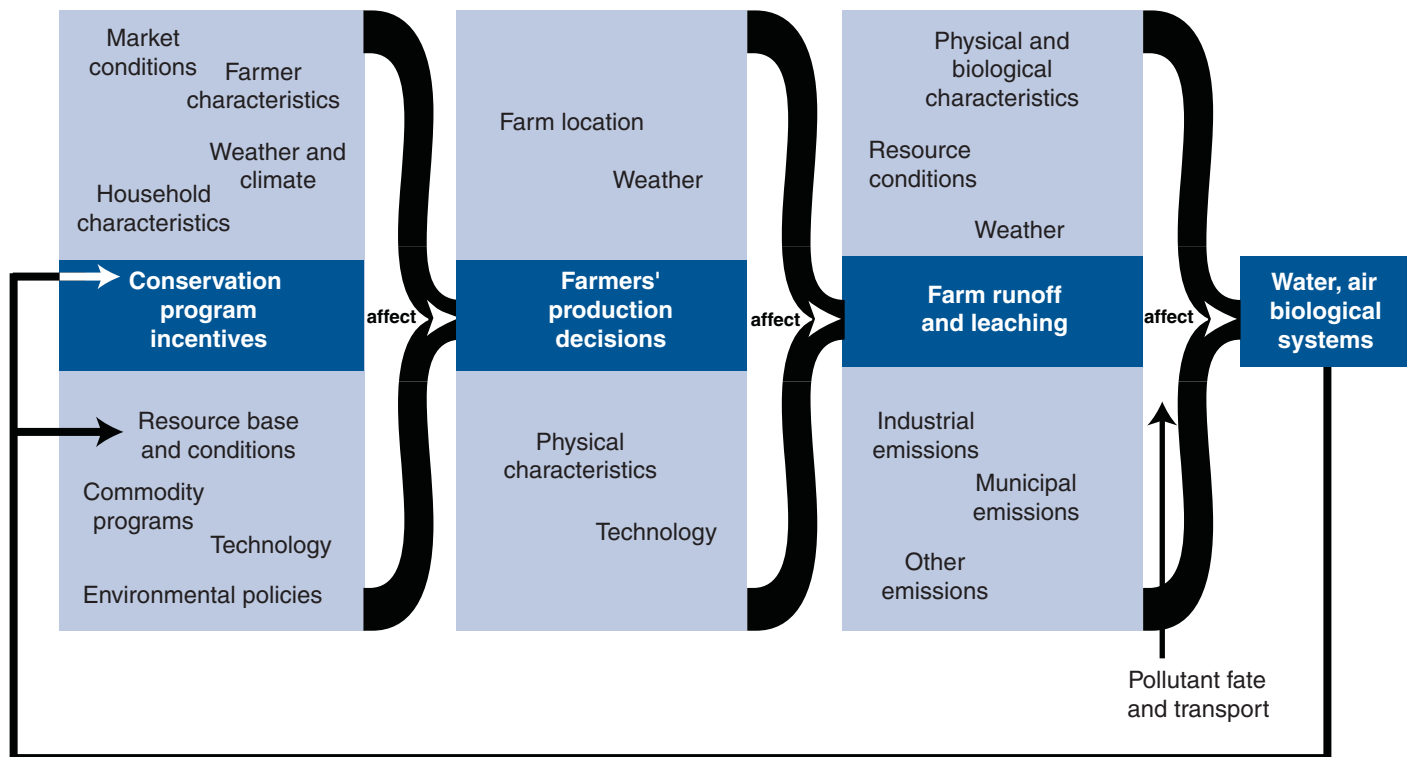 Market
conditions
Farmer
characteristics
Weather and
climate
Household
characteristics
Conservation
program
incentives
Resource base
and conditions
Commodity
programs
Technology
Environmental policies
affect
Farm location
Weather
Farmers'
production
decisions
Physical
characteristics
Technology
affect
Physical and
biological
characteristics
Resource
conditions
Weather
Farm runoff
and leaching
Industrial
emissions
Municipal
emissions
Other
emissions
affect
Water, air
biological
systems
Pollutant fate
and transport